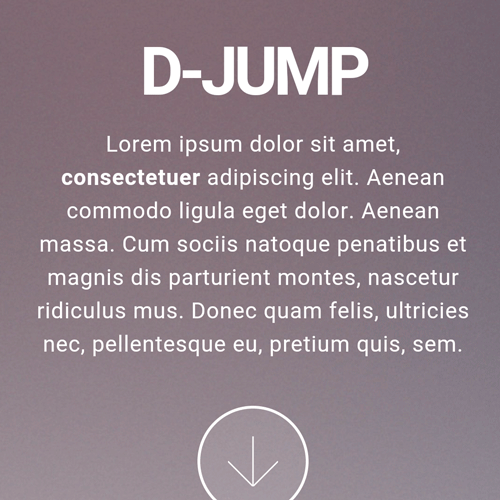 D-JUMP
Lorem ipsum dolor sit amet,
consectetuer adipiscing elit. Aenean
commodo ligula eget dolor. Aenean
massa. Cum sociis natoque penatibus et
magnis dis parturient montes, nascetur
ridiculus mus. Donec quam felis, ultricies
nec, pellentesque eu, pretium quis, sem.